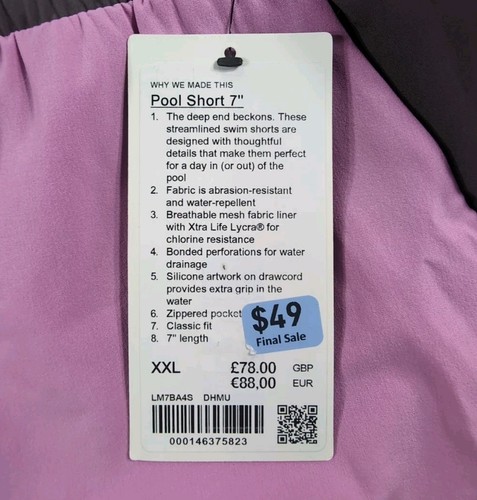 WHY WE MADE THIS
Pool Short 7"
1. The deep end beckons. These
streamlined swim shorts are
designed with thoughtful
details that make them perfect
for a day in (or out) of the
pool
2. Fabric is abrasion-resistant
and water-repellent
3. Breathable mesh fabric liner
with Xtra Life Lycra® for
chlorine resistance
4. Bonded perforations for water
drainage
5. Silicone artwork on drawcord
provides extra grip in the
water
6. Zippered pocket
7. Classic fit
8. 7" length
$49
Final Sale
XXL £78.00 GBP
€88,00 EUR
LM7BA4S DHMU
000146375823